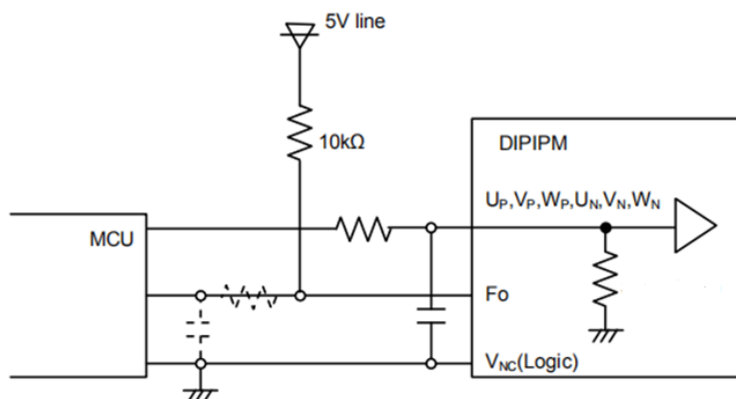 5V line
10kΩ
DIPIPM
UP,VP,WP,UN,VN,WN
MCU
Fo
VNC(Logic)